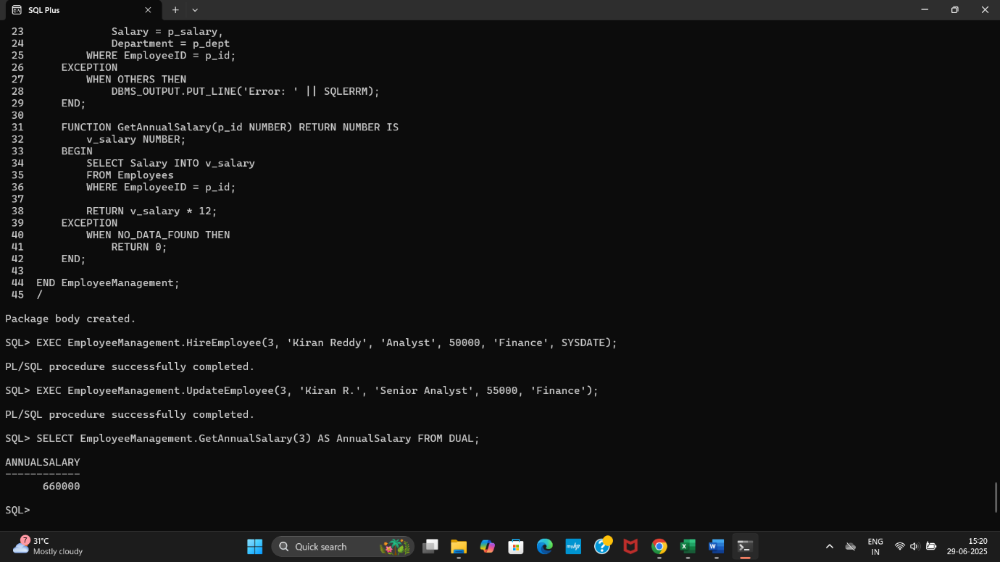 SQL Plus
23              Salary = p_salary,
24              Department = p_dept
25          WHERE EmployeeID = p_id;
26      EXCEPTION
27          WHEN OTHERS THEN
28              DBMS_OUTPUT.PUT_LINE('Error: ' || SQLERRM);
29      END;
30
31      FUNCTION GetAnnualSalary(p_id NUMBER) RETURN NUMBER IS
32          v_salary NUMBER;
33      BEGIN
34          SELECT Salary INTO v_salary
35          FROM Employees
36          WHERE EmployeeID = p_id;
37
38          RETURN v_salary * 12;
39      EXCEPTION
40          WHEN NO_DATA_FOUND THEN
41              RETURN 0;
42      END;
43
44  END EmployeeManagement;
45  /
Package body created.
SQL> EXEC EmployeeManagement.HireEmployee(3, 'Kiran Reddy', 'Analyst', 50000, 'Finance', SYSDATE);
PL/SQL procedure successfully completed.
SQL> EXEC EmployeeManagement.UpdateEmployee(3, 'Kiran R.', 'Senior Analyst', 55000, 'Finance');
PL/SQL procedure successfully completed.
SQL> SELECT EmployeeManagement.GetAnnualSalary(3) AS AnnualSalary FROM DUAL;
ANNUALSALARY
------------
      660000
SQL>
7
31°C
Mostly cloudy
Quick search
myhp
ENG
IN
15:20
29-06-2025